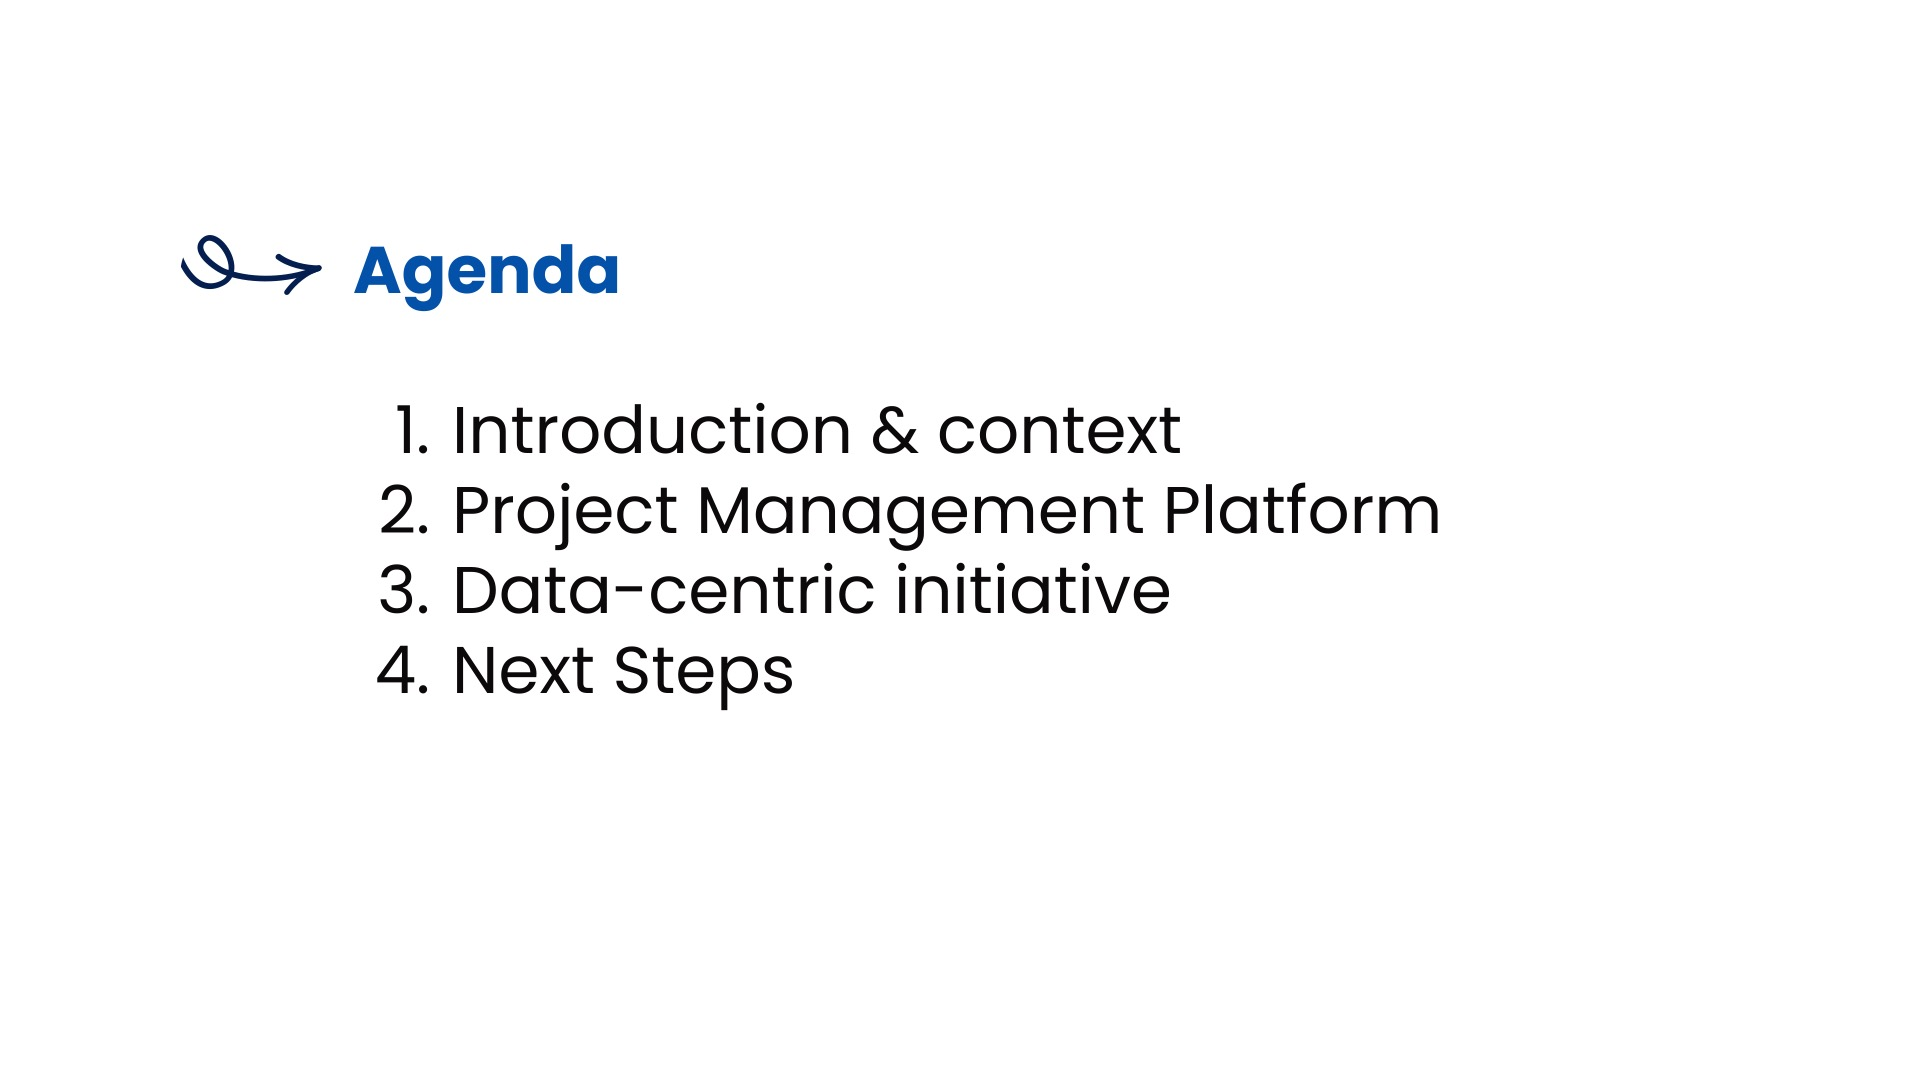 Agenda
1. Introduction & context
2. Project Management Platform
3. Data-centric initiative
4. Next Steps